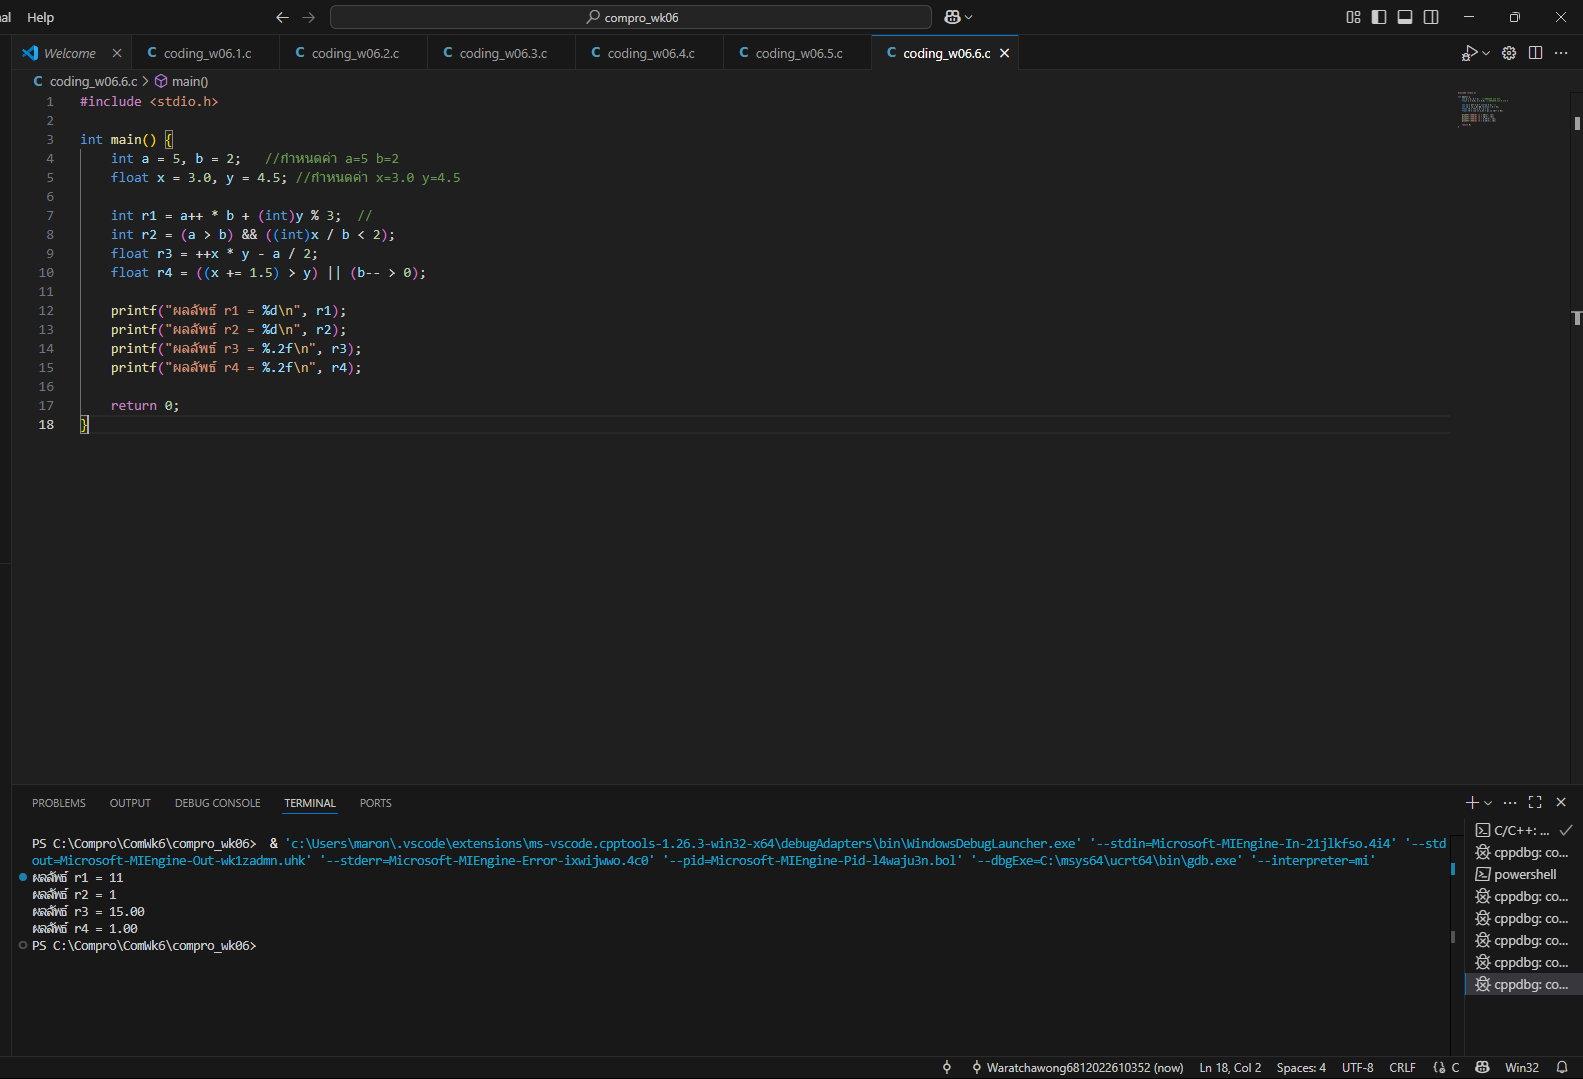 al Help compro_wk06
Welcome coding_w06.1.c coding_w06.2.c coding_w06.3.c coding_w06.4.c coding_w06.5.c coding_w06.6.c
C coding_w06.6.c > main()
1 #include <stdio.h>
2
3 int main() {
4 int a = 5, b = 2; //กำหนดค่า a=5 b=2
5 float x = 3.0, y = 4.5; //กำหนดค่า x=3.0 y=4.5
6
7 int r1 = a++ * b + (int)y % 3; //
8 int r2 = (a > b) && ((int)x / b < 2);
9 float r3 = ++x * y - a / 2;
10 float r4 = ((x += 1.5) > y) || (b-- > 0);
11
12 printf("ผลลัพธ์ r1 = %d\n", r1);
13 printf("ผลลัพธ์ r2 = %d\n", r2);
14 printf("ผลลัพธ์ r3 = %.2f\n", r3);
15 printf("ผลลัพธ์ r4 = %.2f\n", r4);
16
17 return 0;
18 }
PROBLEMS OUTPUT DEBUG CONSOLE TERMINAL PORTS
PS C:\Compro\ComWk6\compro_wk06> & 'c:\Users\maron\.vscode\extensions\ms-vscode.cpptools-1.26.3-win32-x64\debugAdapters\bin\WindowsDebugLauncher.exe' '--stdin=Microsoft-MIEngine-In-21jlkfso.4i4' '--std
out=Microsoft-MIEngine-Out-wk1zadmn.uhk' '--stderr=Microsoft-MIEngine-Error-ixwijwwo.4c0' '--pid=Microsoft-MIEngine-Pid-l4waju3n.bol' '--dbgExe=C:\msys64\ucrt64\bin\gdb.exe' '--interpreter=mi'
ผลลัพธ์ r1 = 11
ผลลัพธ์ r2 = 1
ผลลัพธ์ r3 = 15.00
ผลลัพธ์ r4 = 1.00
PS C:\Compro\ComWk6\compro_wk06>
C/C++: ...
cppdbg: co...
powershell
cppdbg: co...
cppdbg: co...
cppdbg: co...
cppdbg: co...
cppdbg: co...
Waratchawong6812022610352 (now) Ln 18, Col 2 Spaces: 4 UTF-8 CRLF C Win32